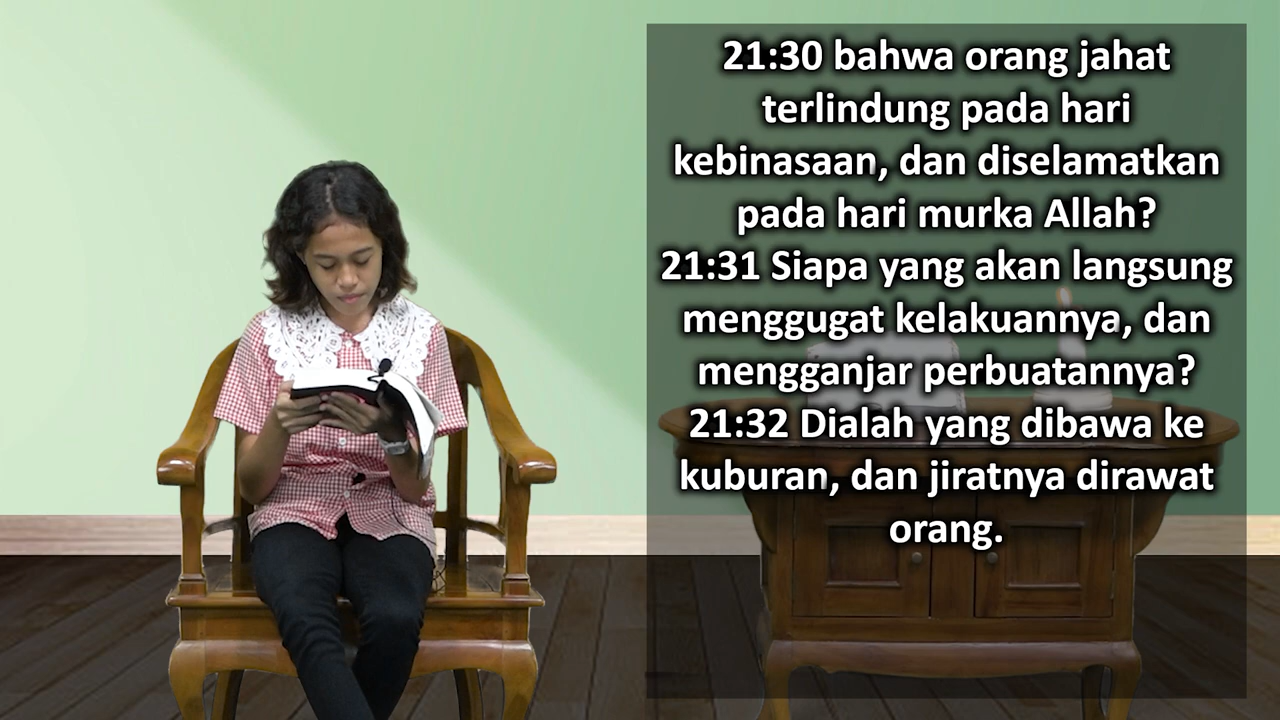 21:30 bahwa orang jahat
terlindung pada hari
kebinasaan, dan diselamatkan
pada hari murka Allah?
21:31 Siapa yang akan langsung
menggugat kelakuannya, dan
mengganjar perbuatannya?
21:32 Dialah yang dibawa ke
kuburan, dan jiratnya dirawat
orang.